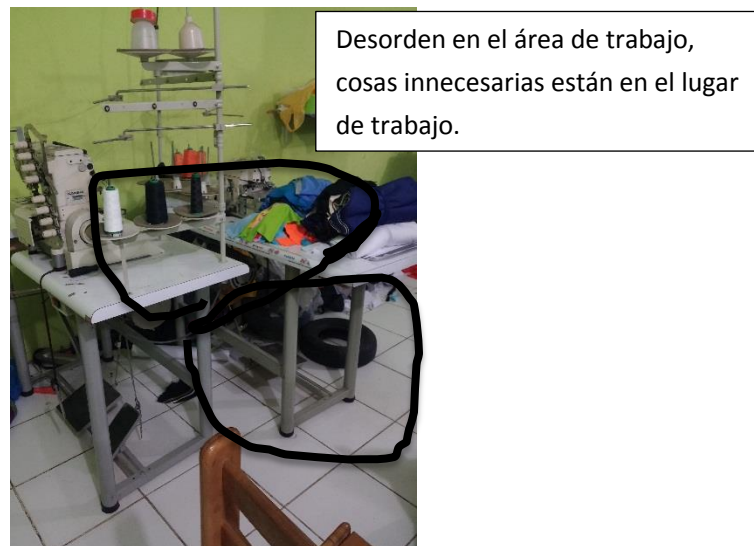 Desorden en el área de trabajo,
cosas innecesarias están en el lugar
de trabajo.